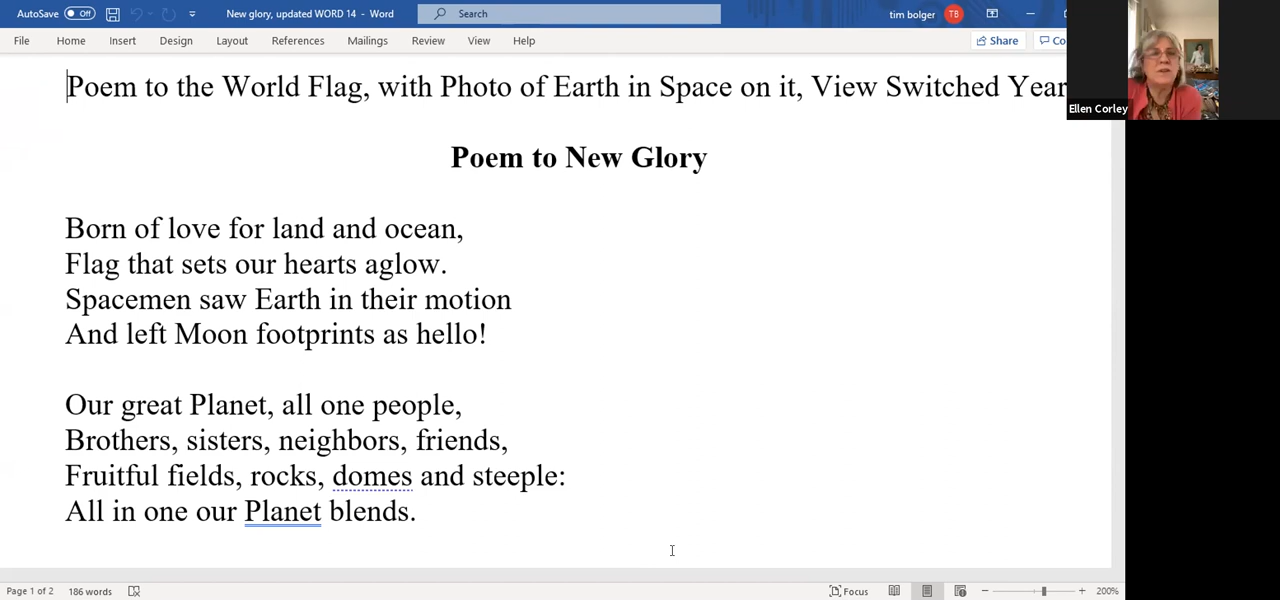 AutoSave Off New glory, updated WORD 14 - Word Search tim bolger TB
File Home Insert Design Layout References Mailings Review View Help Share Co
Ellen Corley
Poem to the World Flag, with Photo of Earth in Space on it, View Switched Year
Poem to New Glory
Born of love for land and ocean,
Flag that sets our hearts aglow.
Spacemen saw Earth in their motion
And left Moon footprints as hello!
Our great Planet, all one people,
Brothers, sisters, neighbors, friends,
Fruitful fields, rocks, domes and steeple:
All in one our Planet blends.
Page 1 of 2 186 words Focus 200%